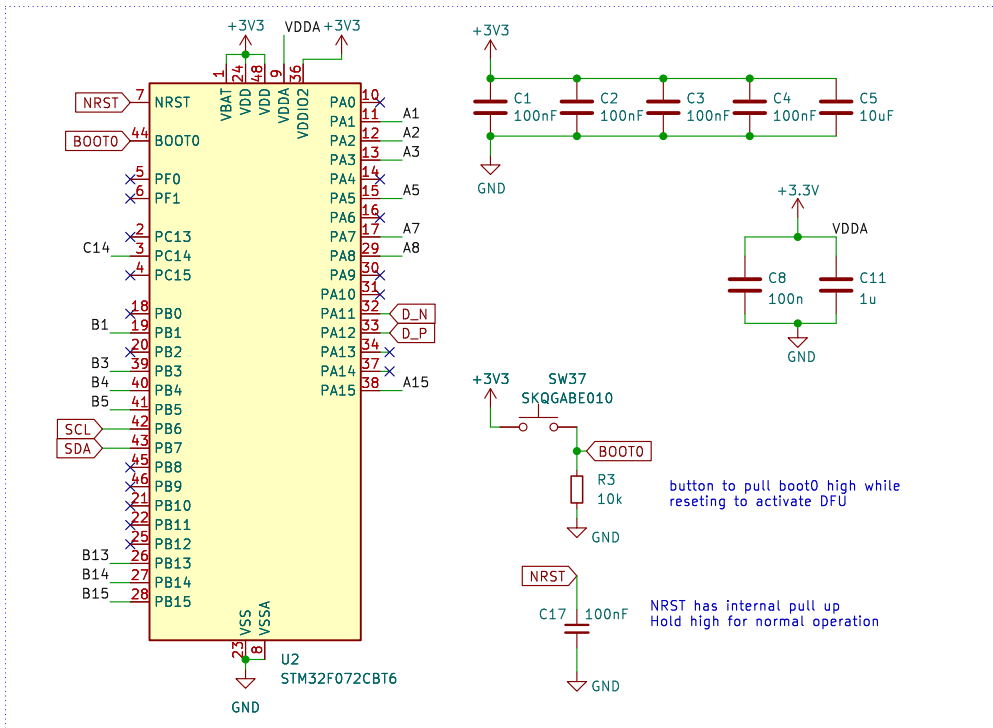 +3V3
VDDA
+3V3
1
24
48
9
36
VBAT
VDD
VDD
VDDA
VDDIO2
NRST
7
NRST
BOOT0
44
BOOT0
5
PF0
6
PF1
2
PC13
C14
3
PC14
4
PC15
18
PB0
B1
19
PB1
20
PB2
B3
39
PB3
B4
40
PB4
B5
41
PB5
SCL
42
PB6
SDA
43
PB7
45
PB8
46
PB9
21
PB10
22
PB11
25
PB12
B13
26
PB13
B14
27
PB14
B15
28
PB15
PA0
10
PA1
11
A1
PA2
12
A2
PA3
13
A3
PA4
14
PA5
15
A5
PA6
16
PA7
17
A7
PA8
29
A8
PA9
30
PA10
31
PA11
32
D_N
PA12
33
D_P
PA13
34
PA14
37
PA15
38
A15
VSS
VSSA
23
8
U2
STM32F072CBT6
GND
+3V3
C1
100nF
C2
100nF
C3
100nF
C4
100nF
C5
10uF
GND
+3.3V
VDDA
C8
100n
C11
1u
GND
+3V3
SW37
SKQGABE010
BOOT0
R3
10k
GND
button to pull boot0 high while
reseting to activate DFU
NRST
C17
100nF
GND
NRST has internal pull up
Hold high for normal operation